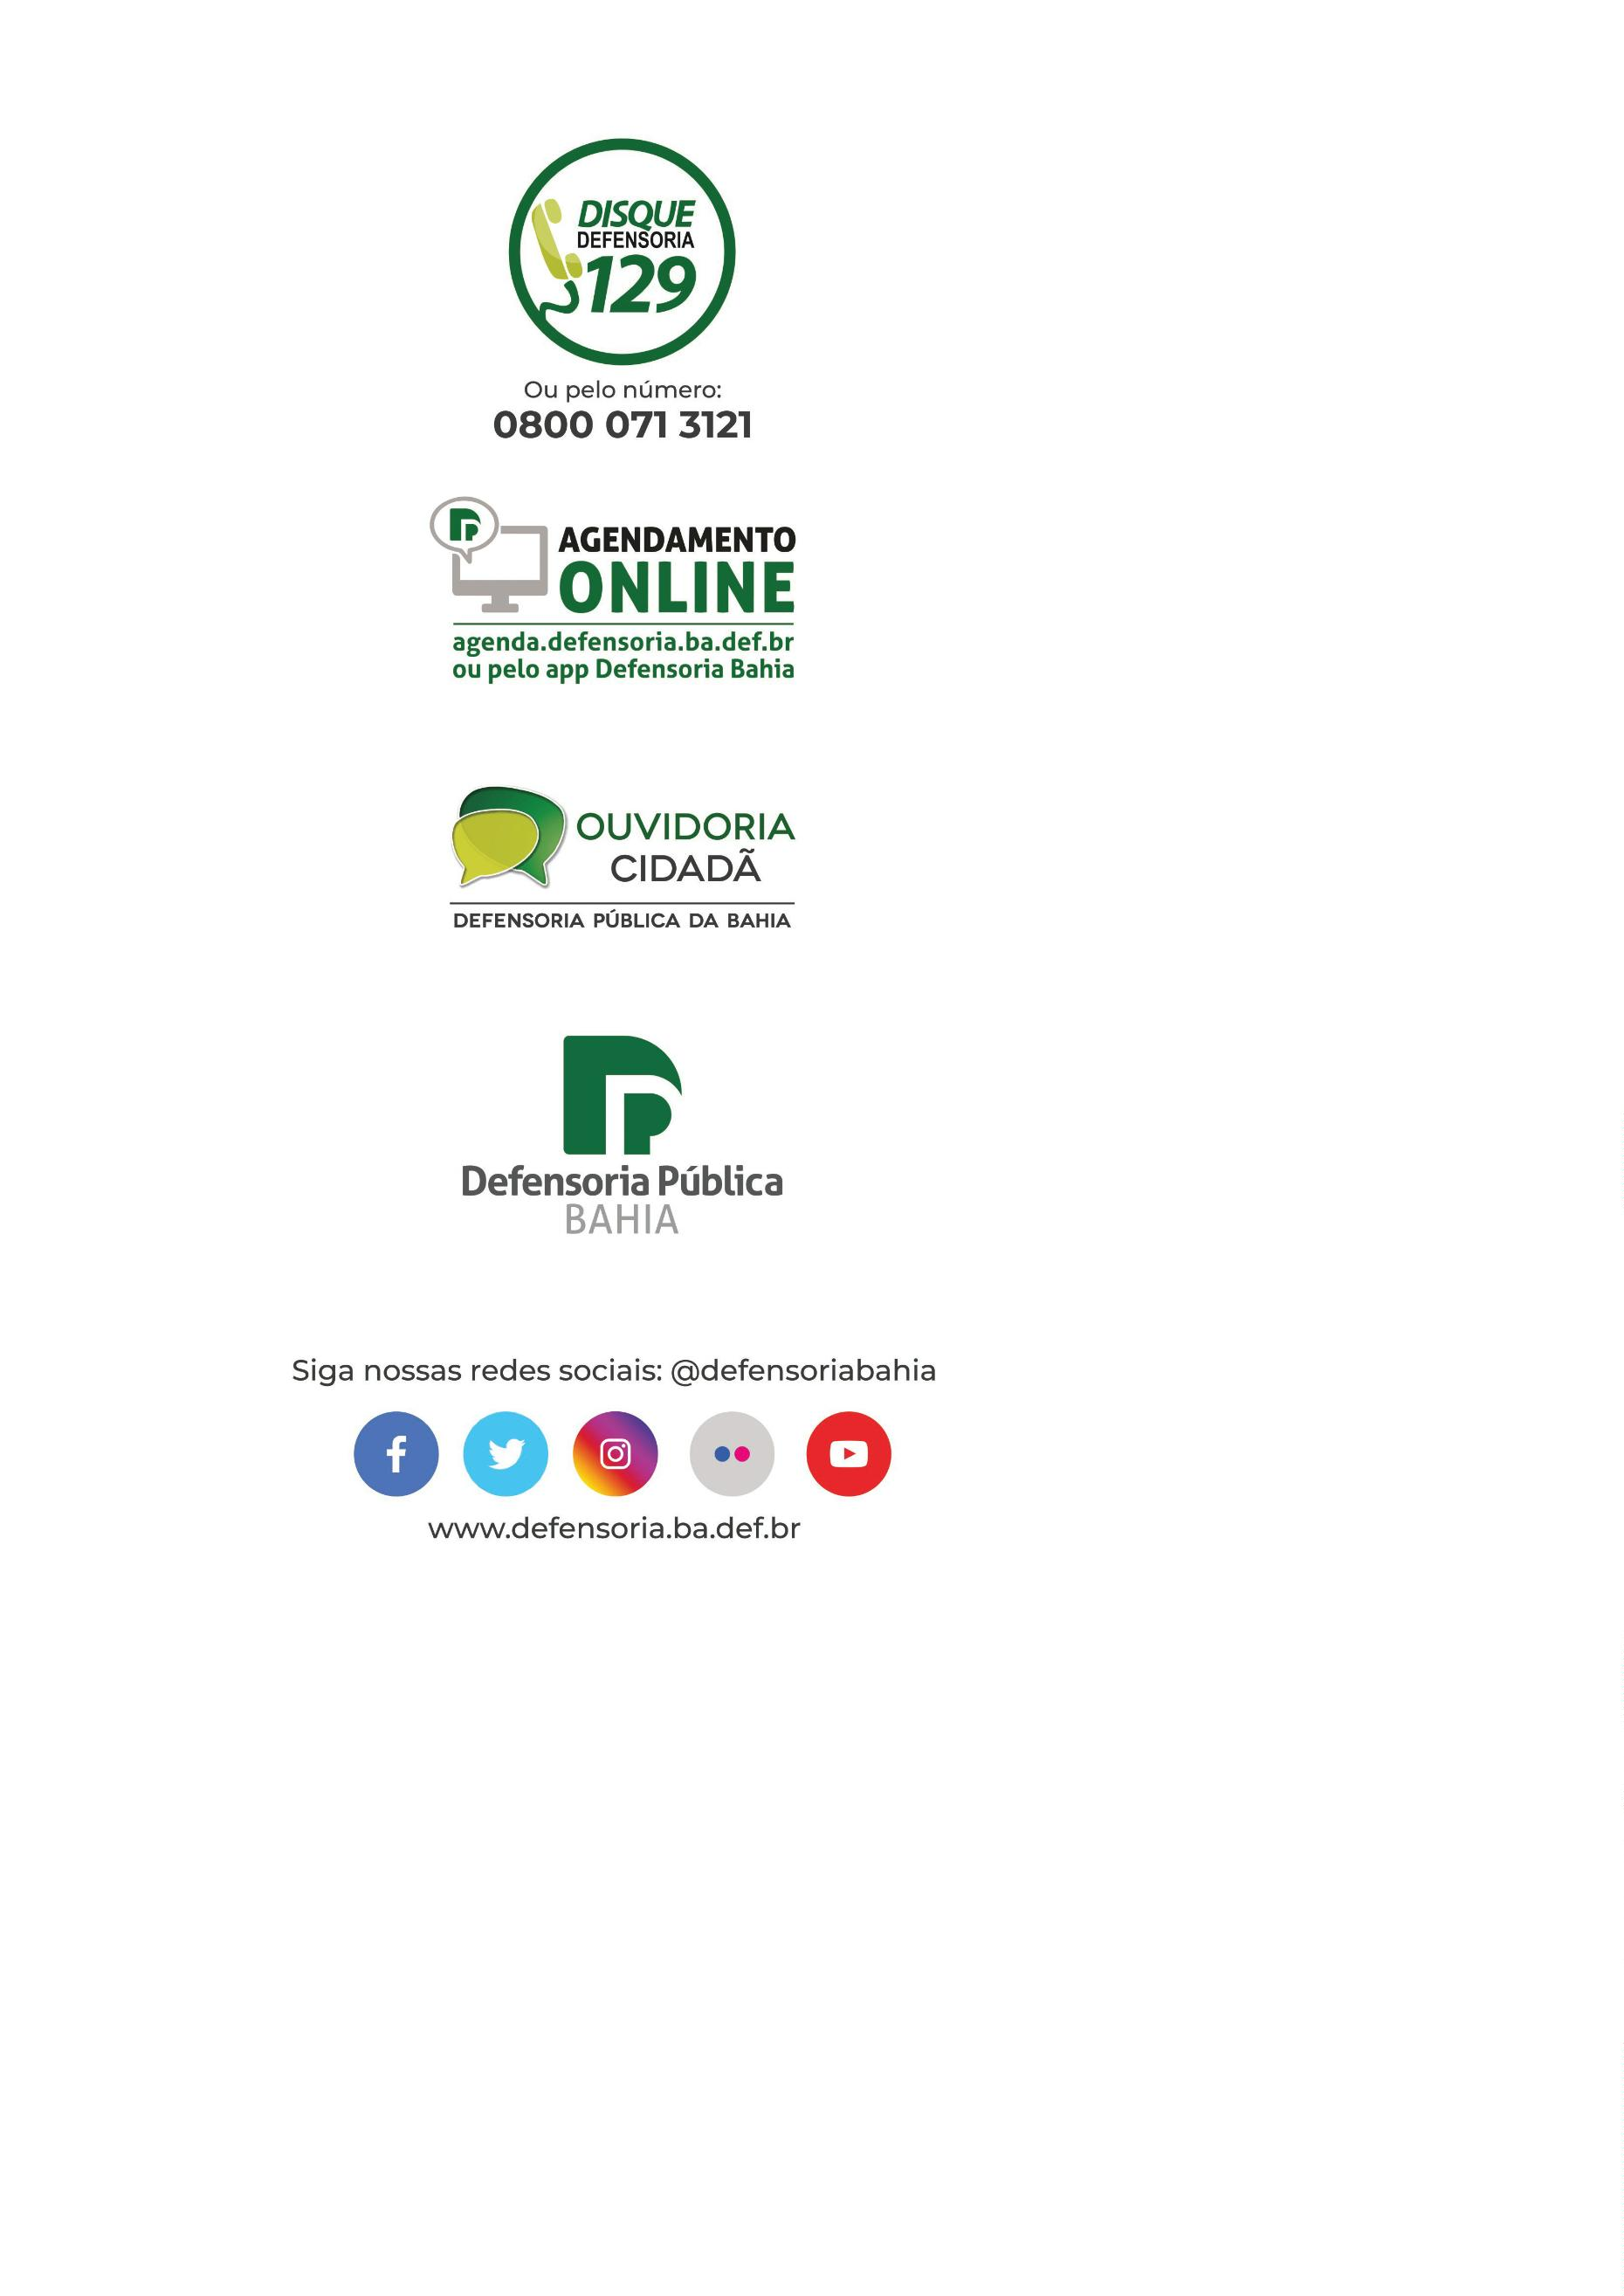 DISQUE
DEFENSORIA
129
Ou pelo número:
0800 071 3121
AGENDAMENTO
ONLINE
agenda.defensoria.ba.def.br
ou pelo app Defensoria Bahia
OUVIDORIA
CIDADÃ
DEFENSORIA PÚBLICA DA BAHIA
Defensoria Pública
BAHIA
Siga nossas redes sociais: @defensoriabahia
www.defensoria.ba.def.br